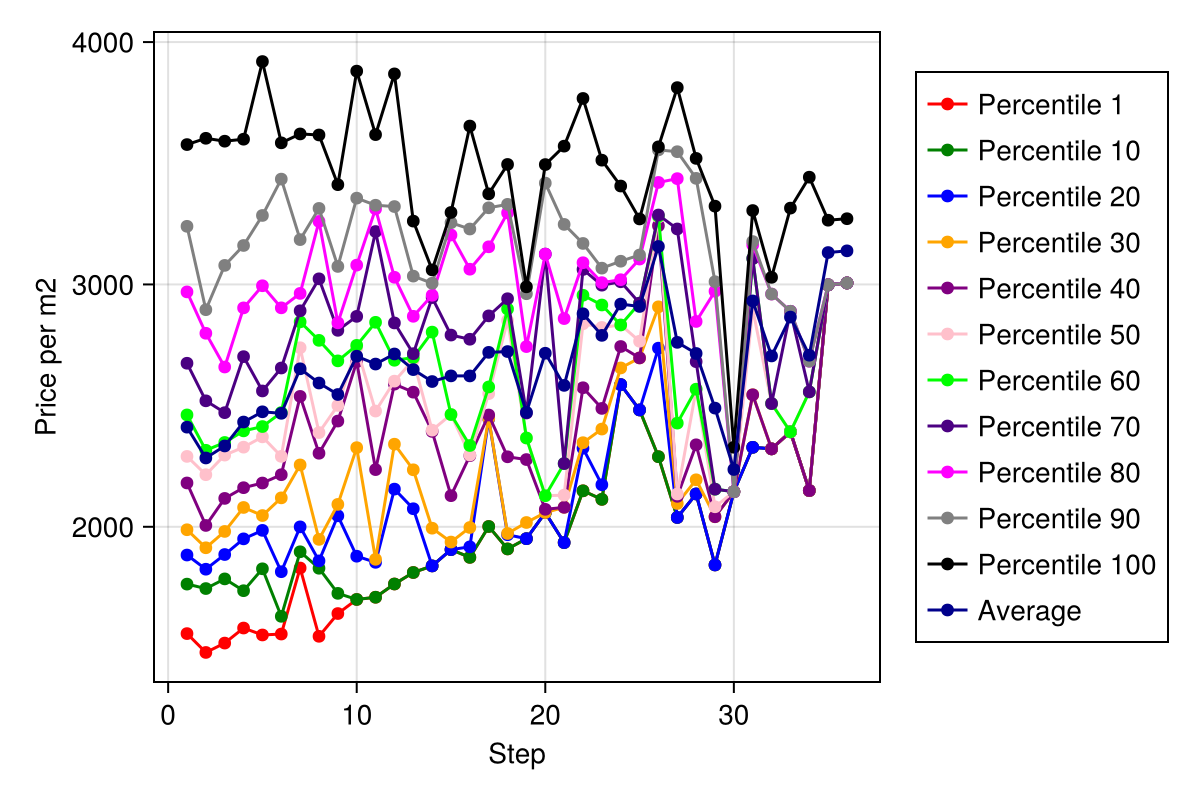 4000
3000
2000
Price per m2
0 10 20 30
Step
Percentile 1
Percentile 10
Percentile 20
Percentile 30
Percentile 40
Percentile 50
Percentile 60
Percentile 70
Percentile 80
Percentile 90
Percentile 100
Average